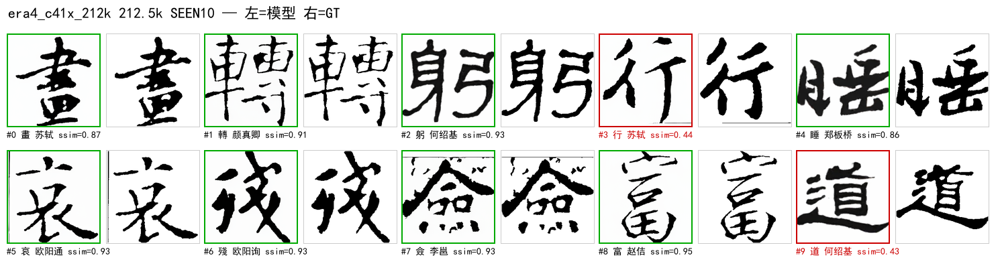 era4_c41x_212k 212.5k SEEN10 — 左=模型 右=GT
畫 畫 轉 轉 躬 躬 行 行 睡 睡
#0 畫 苏轼 ssim=0.87
#1 轉 颜真卿 ssim=0.91
#2 躬 何绍基 ssim=0.93
#3 行 苏轼 ssim=0.44
#4 睡 郑板桥 ssim=0.86
哀 哀 殘 殘 僉 僉 富 富 道 道
#5 哀 欧阳通 ssim=0.93
#6 殘 欧阳询 ssim=0.93
#7 僉 李邕 ssim=0.93
#8 富 赵佶 ssim=0.95
#9 道 何绍基 ssim=0.43